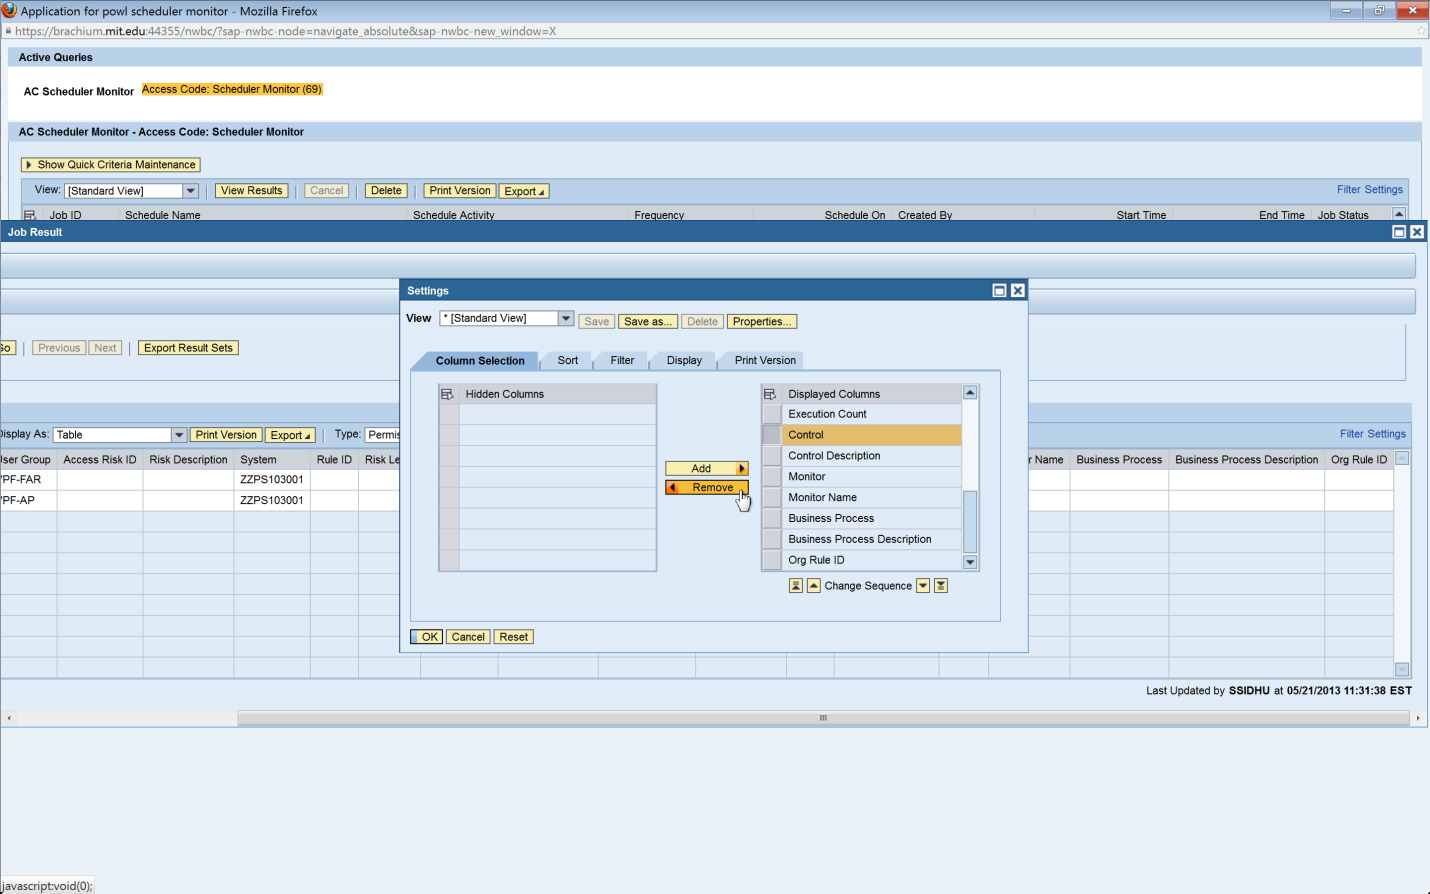 Application for powl scheduler monitor - Mozilla Firefox
https://brachium.mit.edu:44355/nwbc/?sap-nwbc-node=navigate_absolute&sap-nwbc-new_window=X
Active Queries
AC Scheduler Monitor Access Code: Scheduler Monitor (69)
AC Scheduler Monitor - Access Code: Scheduler Monitor
Show Quick Criteria Maintenance
View: [Standard View] View Results Cancel Delete Print Version Export Filter Settings
Job ID Schedule Name Schedule Activity Frequency Schedule On Created By Start Time End Time Job Status
Job Result
Settings
View * [Standard View] Save Save as... Delete Properties...
Previous Next Export Result Sets
Column Selection Sort Filter Display Print Version
Hidden Columns Displayed Columns
Execution Count
Control
Control Description
Monitor
Monitor Name
Business Process
Business Process Description
Org Rule ID
Add
Remove
Change Sequence
OK Cancel Reset
Display As: Table Print Version Export Type: Permis Filter Settings
User Group Access Risk ID Risk Description System Rule ID Risk Le r Name Business Process Business Process Description Org Rule ID
PF-FAR ZZPS103001
PF-AP ZZPS103001
Last Updated by SSIDHU at 05/21/2013 11:31:38 EST
javascript:void(0);